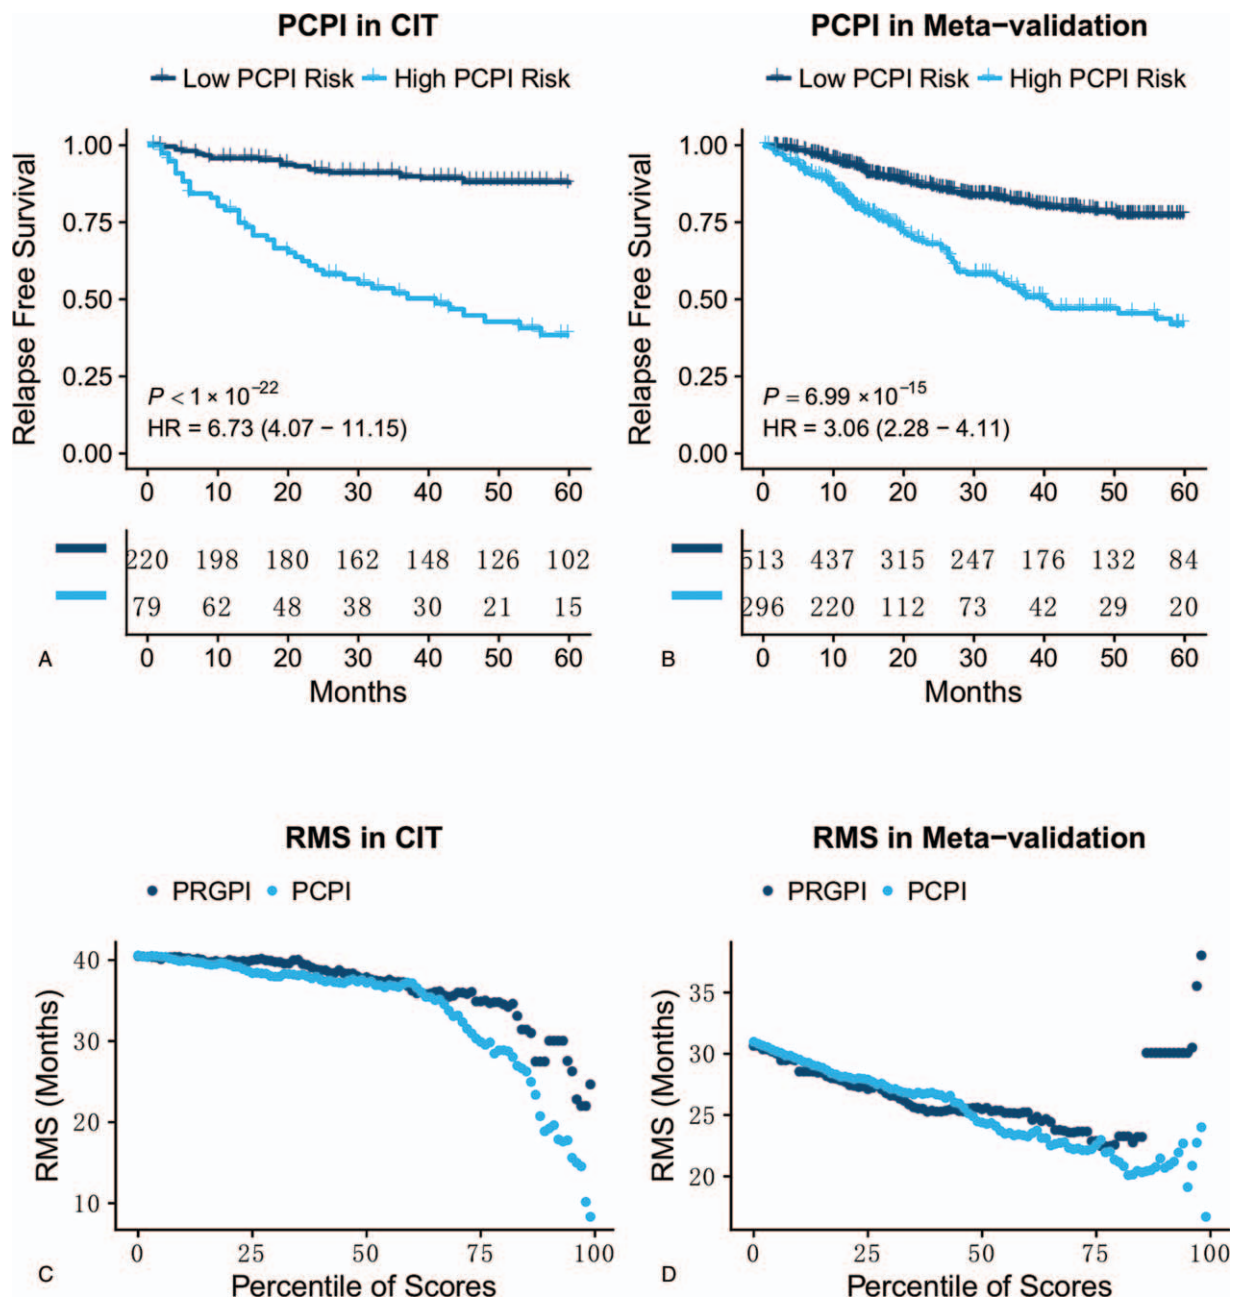 PCPI in CIT
Low PCPI Risk High PCPI Risk
Relapse Free Survival
1.00
0.75
0.50
0.25
0.00
P < 1 × 10−22
HR = 6.73 (4.07 − 11.15)
0 10 20 30 40 50 60
220 198 180 162 148 126 102
79 62 48 38 30 21 15
0 10 20 30 40 50 60
Months
A
PCPI in Meta−validation
Low PCPI Risk High PCPI Risk
Relapse Free Survival
1.00
0.75
0.50
0.25
0.00
P = 6.99 ×10−15
HR = 3.06 (2.28 − 4.11)
0 10 20 30 40 50 60
513 437 315 247 176 132 84
296 220 112 73 42 29 20
0 10 20 30 40 50 60
Months
B
RMS in CIT
PRGPI PCPI
RMS (Months)
40
30
20
10
0 25 50 75 100
Percentile of Scores
C
RMS in Meta−validation
PRGPI PCPI
RMS (Months)
35
30
25
20
0 25 50 75 100
Percentile of Scores
D